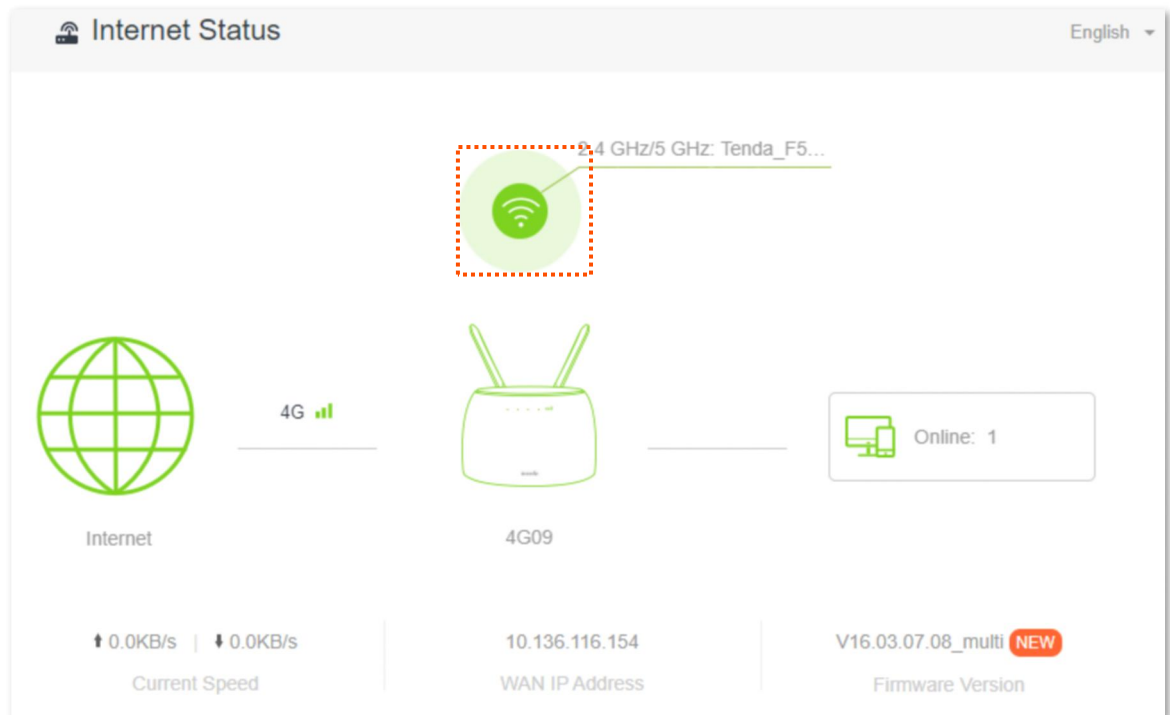 Internet Status
English
2.4 GHz/5 GHz: Tenda_F5...
4G
Online: 1
Internet
4G09
0.0KB/s | 0.0KB/s
10.136.116.154
V16.03.07.08_multi NEW
Current Speed
WAN IP Address
Firmware Version